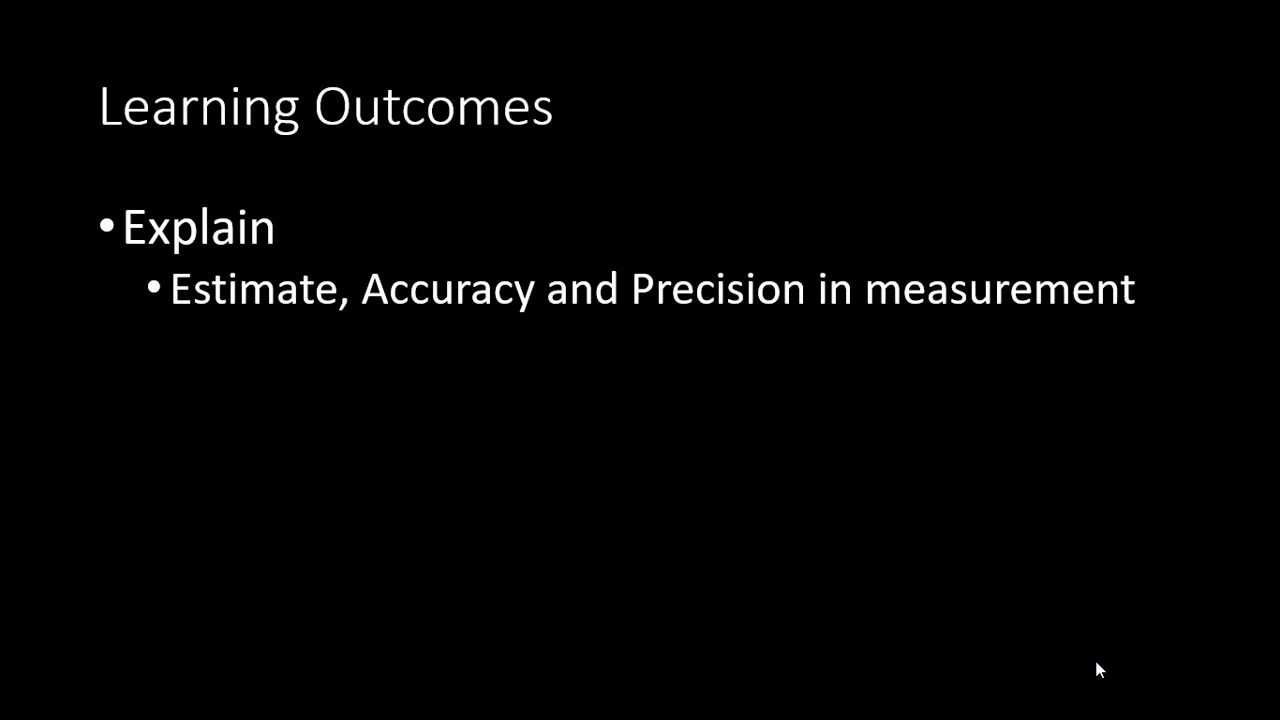 Learning Outcomes
•Explain
•Estimate, Accuracy and Precision in measurement